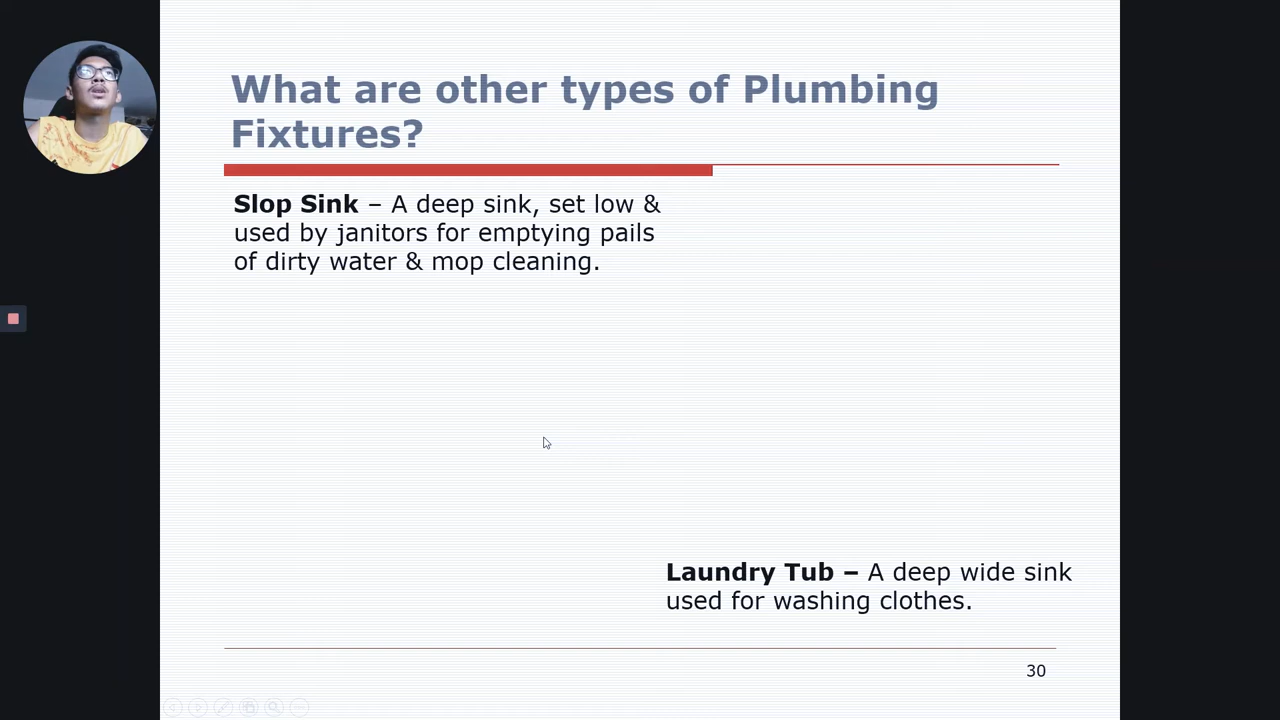 What are other types of Plumbing
Fixtures?
Slop Sink – A deep sink, set low &
used by janitors for emptying pails
of dirty water & mop cleaning.
Laundry Tub – A deep wide sink
used for washing clothes.
30